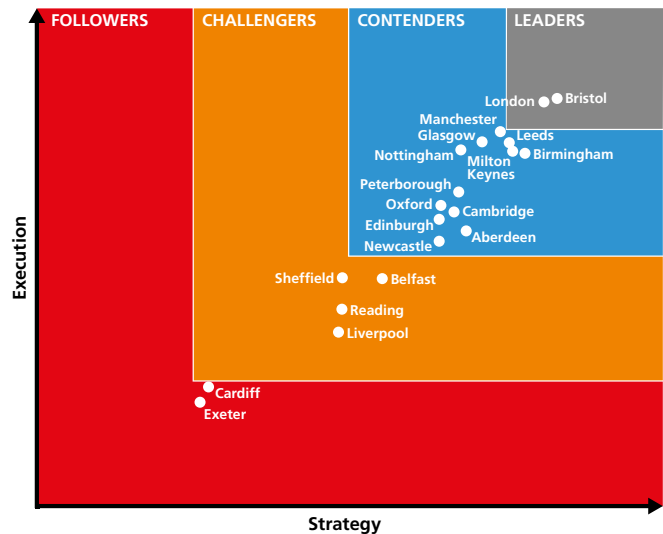 FOLLOWERS
CHALLENGERS
CONTENDERS
LEADERS
London
Bristol
Manchester
Glasgow
Leeds
Nottingham
Milton
Keynes
Birmingham
Peterborough
Oxford
Cambridge
Edinburgh
Aberdeen
Newcastle
Sheffield
Belfast
Reading
Liverpool
Cardiff
Exeter
Execution
Strategy